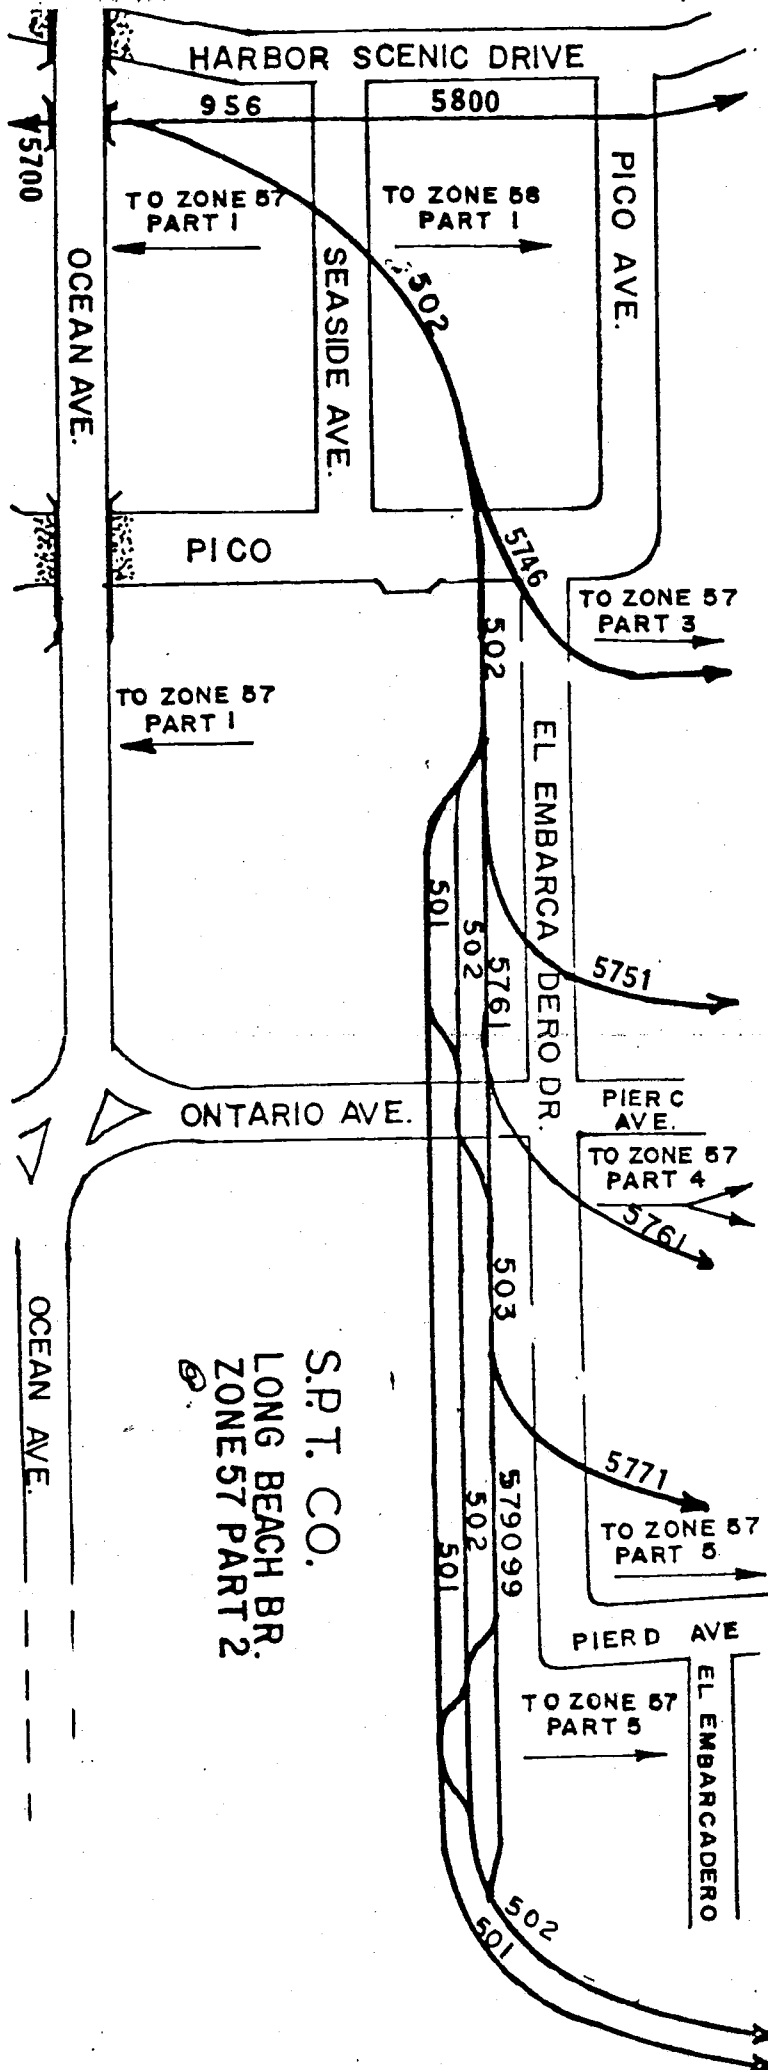 HARBOR SCENIC DRIVE
956
5800
5700
TO ZONE 57
PART 1
TO ZONE 58
PART 1
PICO AVE.
OCEAN AVE.
SEASIDE AVE.
502
PICO
5746
TO ZONE 57
PART 3
502
TO ZONE 57
PART 1
EL EMBARCADERO DR.
501
502
5761
5751
ONTARIO AVE.
PIER C
AVE.
TO ZONE 57
PART 4
5761
503
OCEAN AVE.
S.P.T. CO.
LONG BEACH BR.
ZONE 57 PART 2
5771
579099
502
501
TO ZONE 57
PART 5
PIER D AVE
TO ZONE 57
PART 5
EL EMBARCADERO
502
501